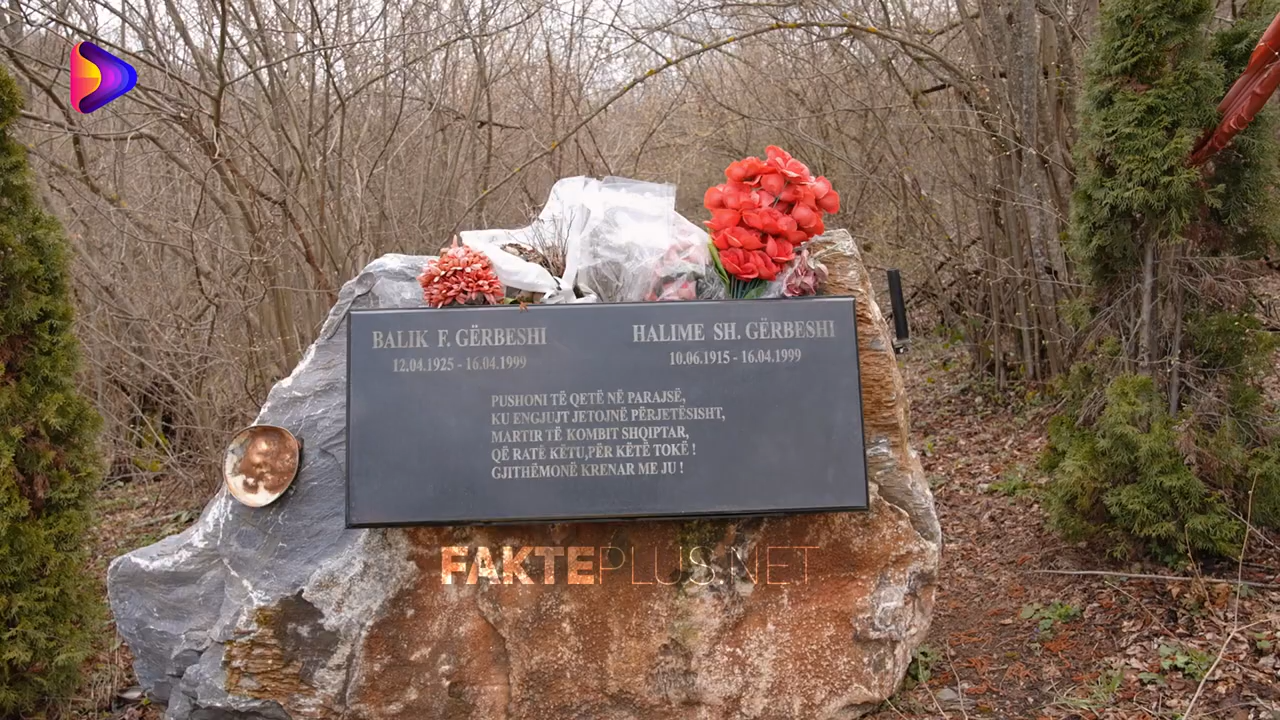 BALIK F. GËRBESHI
12.04.1925 - 16.04.1999
HALIME SH. GËRBESHI
10.06.1915 - 16.04.1999
PUSHONI TË QETË NË PARAJSË,
KU ENGJUJT JETOJNË PËRJETËSISHT,
MARTIR TË KOMBIT SHQIPTAR,
QË RATË KËTU,PËR KËTË TOKË !
GJITHËMONË KRENAR ME JU !
FAKTEPLUS.NET